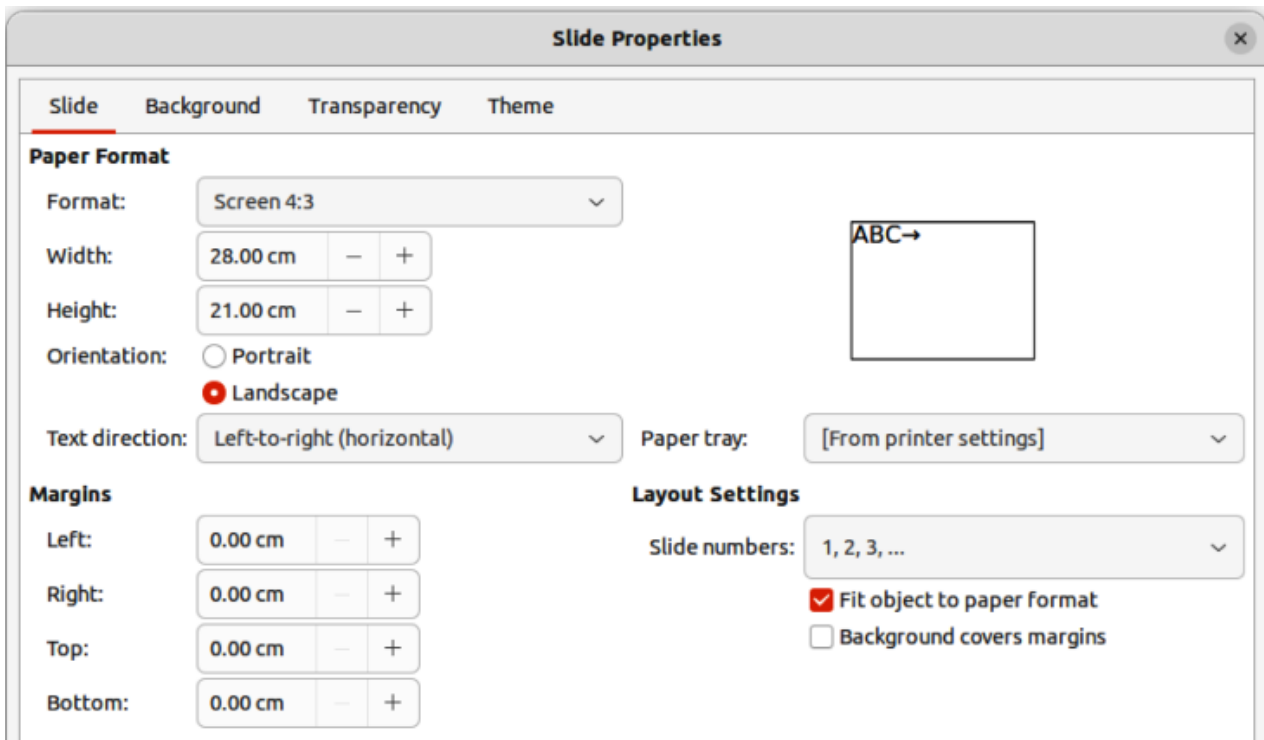 Slide Properties
Slide Background Transparency Theme
Paper Format
Format: Screen 4:3
Width: 28.00 cm
Height: 21.00 cm
Orientation: Portrait
Landscape
ABC→
Text direction: Left-to-right (horizontal)
Paper tray: [From printer settings]
Margins
Left: 0.00 cm
Right: 0.00 cm
Top: 0.00 cm
Bottom: 0.00 cm
Layout Settings
Slide numbers: 1, 2, 3, ...
Fit object to paper format
Background covers margins